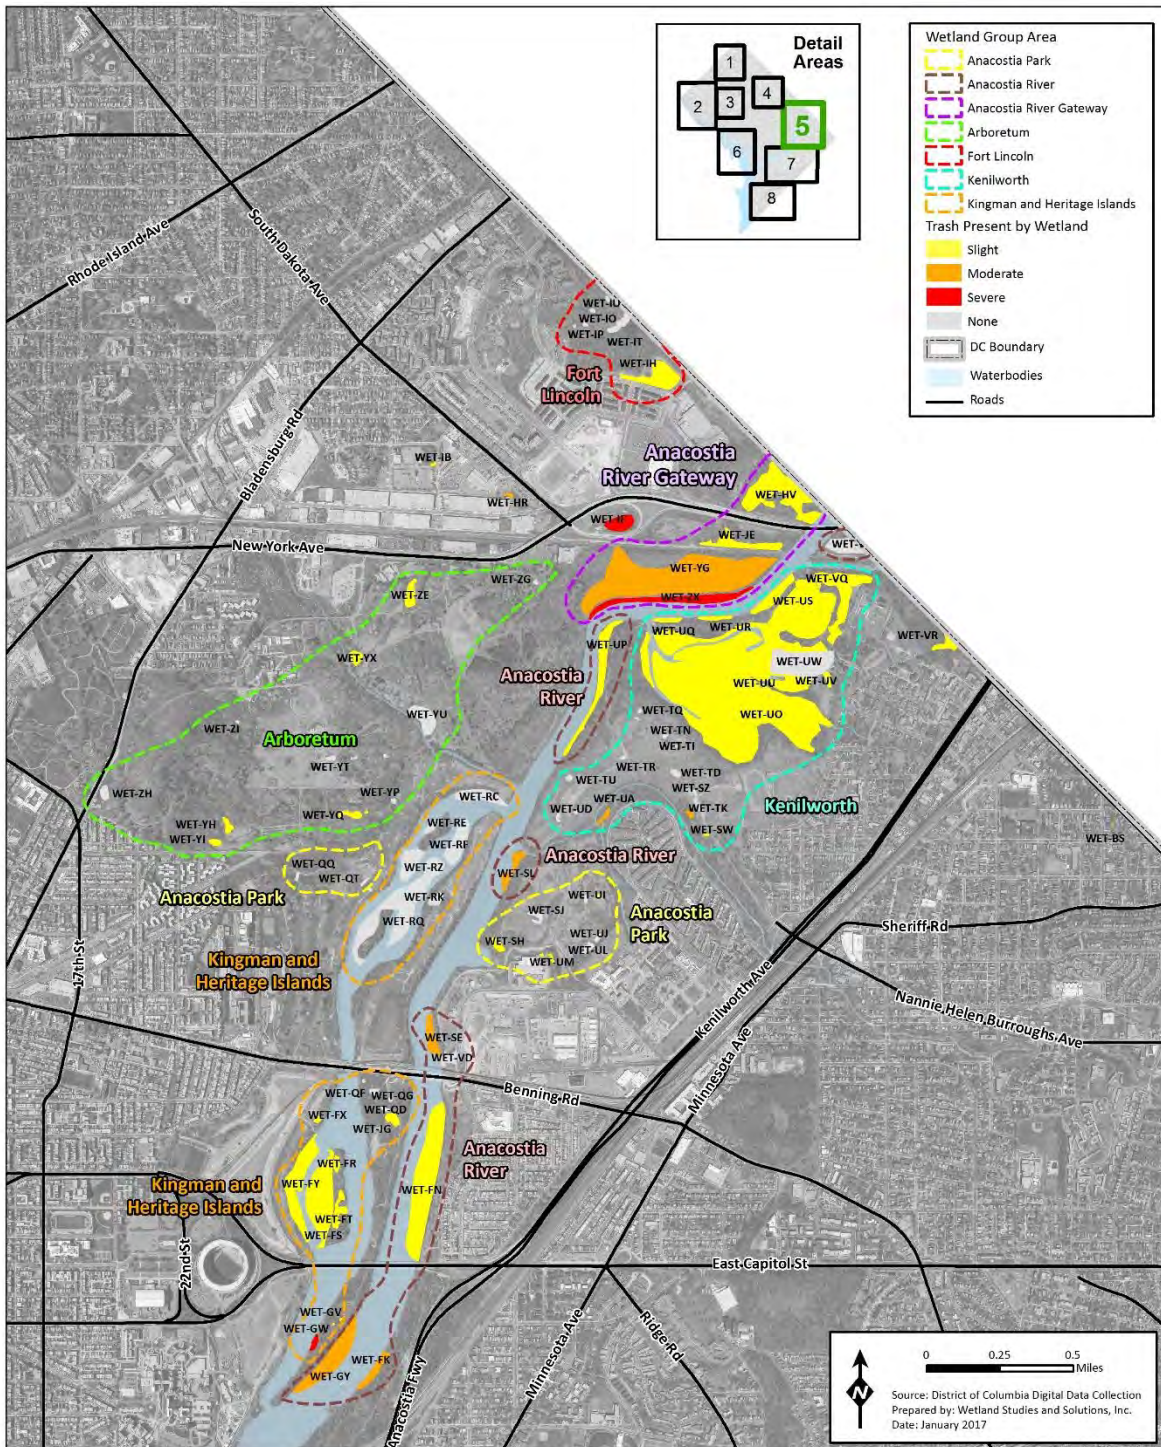 Detail
Areas
1
2
3
4
5
6
7
8
Wetland Group Area
Anacostia Park
Anacostia River
Anacostia River Gateway
Arboretum
Fort Lincoln
Kenilworth
Kingman and Heritage Islands
Trash Present by Wetland
Slight
Moderate
Severe
None
DC Boundary
Waterbodies
Roads
Rhode Island Ave
South Dakota Ave
Bladensburg Rd
New York Ave
WET-IU
WET-IO
WET-IP
WET-IT
WET-IH
Fort
Lincoln
WET-IB
WET-HR
Anacostia
River Gateway
WET-HV
WET-IF
WET-JE
WET-YG
WET-ZX
WET-
WET-VQ
WET-US
WET-UQ
WET-UR
WET-VR
WET-UW
WET-UU
WET-UV
WET-UO
WET-UP
Anacostia
River
WET-ZG
WET-ZE
WET-YX
WET-YU
WET-ZI
Arboretum
WET-YT
WET-ZH
WET-YP
WET-YQ
WET-YH
WET-YI
WET-TQ
WET-TN
WET-TI
WET-TR
WET-TU
WET-TD
WET-SZ
WET-UA
WET-UD
WET-TK
WET-SW
Kenilworth
WET-BS
WET-RC
WET-RE
WET-RF
WET-RZ
WET-RK
WET-RQ
WET-QQ
WET-QT
Anacostia Park
Anacostia River
WET-SL
WET-UI
WET-SJ
WET-SH
WET-UJ
WET-UL
WET-UM
Anacostia
Park
Kingman and
Heritage Islands
17th St
Sheriff Rd
Nannie Helen Burroughs Ave
Kenilworth Ave
Minnesota Ave
WET-SE
WET-VD
Benning Rd
WET-QF
WET-QG
WET-QD
WET-FX
WET-JG
WET-FR
WET-FY
WET-FT
WET-FS
WET-FN
Anacostia
River
Kingman and
Heritage Islands
22nd St
East Capitol St
WET-GV
WET-GW
WET-GY
WET-FK
Anacostia Fwy
Minnesota Ave
Ridge Rd
N
0 0.25 0.5
Miles
Source: District of Columbia Digital Data Collection
Prepared by: Wetland Studies and Solutions, Inc.
Date: January 2017